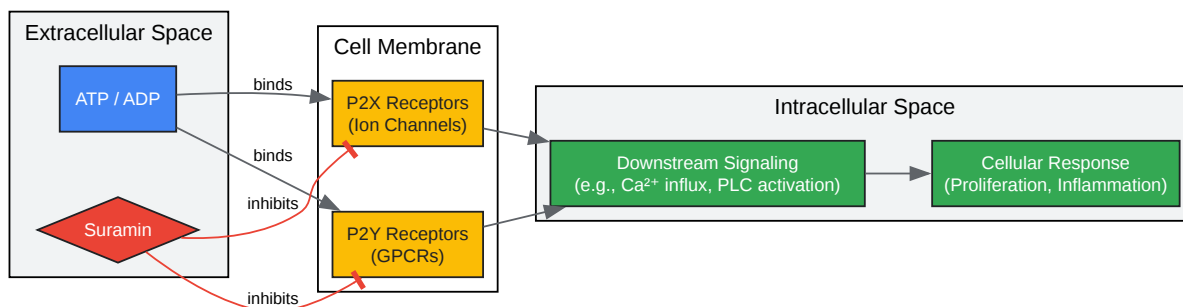 Extracellular Space
ATP / ADP
Suramin
binds
binds
inhibits
inhibits
Cell Membrane
P2X Receptors
(Ion Channels)
P2Y Receptors
(GPCRs)
Intracellular Space
Downstream Signaling
(e.g., Ca²⁺ influx, PLC activation)
Cellular Response
(Proliferation, Inflammation)